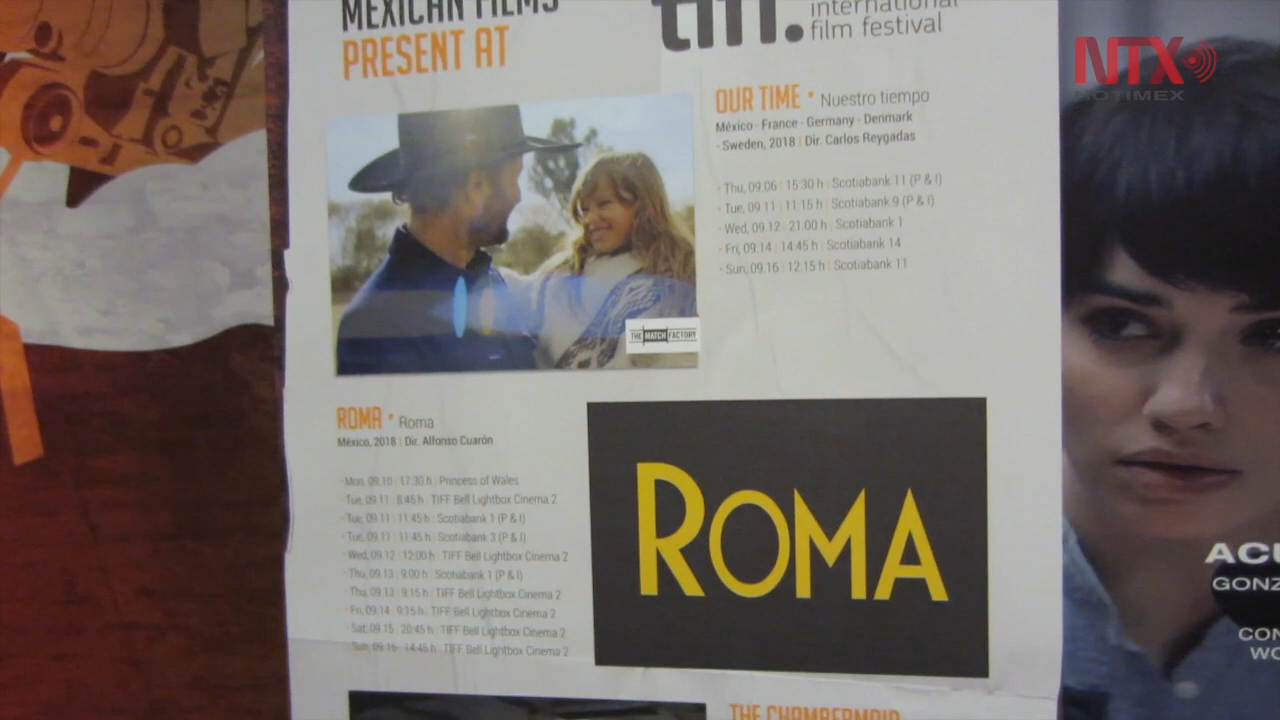 MEXICAN FILMS
PRESENT AT
tiff.
international
film festival
NTX
NOTIMEX
OUR TIME • Nuestro tiempo
México - France - Germany - Denmark
- Sweden, 2018 | Dir. Carlos Reygadas
· Thu, 09.06 | 15:30 h | Scotiabank 11 (P & I)
· Tue, 09.11 | 11:15 h | Scotiabank 9 (P & I)
· Wed, 09.12 | 21:00 h | Scotiabank 1
· Fri, 09.14 | 14:45 h | Scotiabank 14
· Sun, 09.16 | 12:15 h | Scotiabank 11
THE MATCH FACTORY
ROMA • Roma
México, 2018 | Dir. Alfonso Cuarón
· Mon, 09.10 | 17:30 h | Princess of Wales
· Tue, 09.11 | 8:45 h | TIFF Bell Lightbox Cinema 2
· Tue, 09.11 | 11:45 h | Scotiabank 1 (P & I)
· Tue, 09.11 | 11:45 h | Scotiabank 3 (P & I)
· Wed, 09.12 | 12:00 h | TIFF Bell Lightbox Cinema 2
· Thu, 09.13 | 9:00 h | Scotiabank 1 (P & I)
· Thu, 09.13 | 9:15 h | TIFF Bell Lightbox Cinema 2
· Fri, 09.14 | 9:15 h | TIFF Bell Lightbox Cinema 2
· Sat, 09.15 | 20:45 h | TIFF Bell Lightbox Cinema 2
· Sun, 09.16 | 14:45 h | TIFF Bell Lightbox Cinema 2
ROMA
THE CHAMBERMAID
GONZ
CON
WO